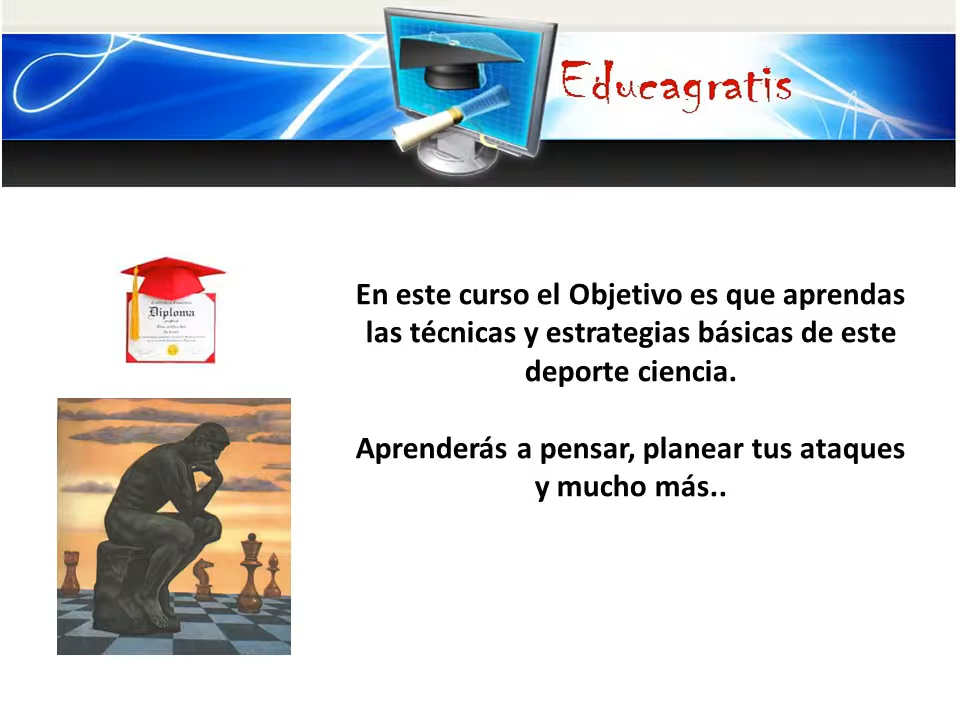 Educagratis
Diploma
En este curso el Objetivo es que aprendas
las técnicas y estrategias básicas de este
deporte ciencia.
Aprenderás a pensar, planear tus ataques
y mucho más..